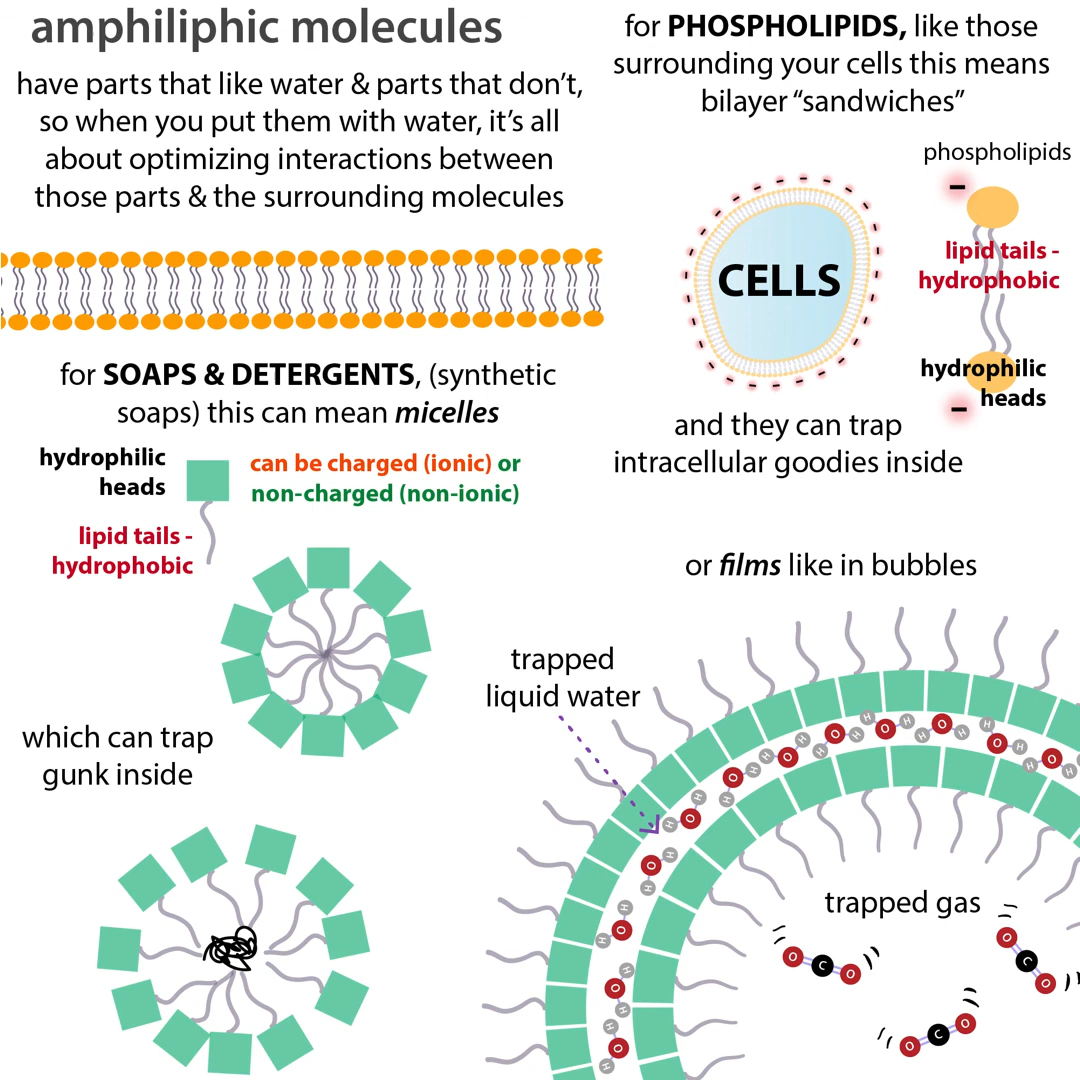 amphiliphic molecules
have parts that like water & parts that don't,
so when you put them with water, it's all
about optimizing interactions between
those parts & the surrounding molecules
for PHOSPHOLIPIDS, like those
surrounding your cells this means
bilayer “sandwiches”
phospholipids
-
lipid tails -
hydrophobic
CELLS
hydrophilic
heads
-
and they can trap
intracellular goodies inside
for SOAPS & DETERGENTS, (synthetic
soaps) this can mean micelles
hydrophilic
heads
can be charged (ionic) or
non-charged (non-ionic)
lipid tails -
hydrophobic
which can trap
gunk inside
or films like in bubbles
trapped
liquid water
H O H
trapped gas
O C O
O C O
O C O